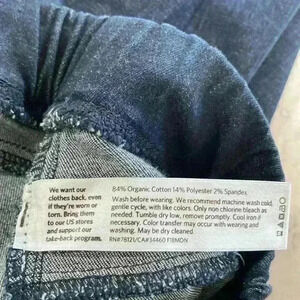 We want our
clothes back, even
if they're worn or
torn. Bring them
to our US stores
and support our
take-back program.
84% Organic Cotton 14% Polyester 2% Spandex
Wash before wearing. We recommend machine wash cold,
gentle cycle, with like colors. Only non chlorine bleach as
needed. Tumble dry low, remove promptly. Cool iron if
necessary. Color transfer may occur with wearing and
washing. May be dry cleaned.
RN#78121/CA#34460 F18MDN